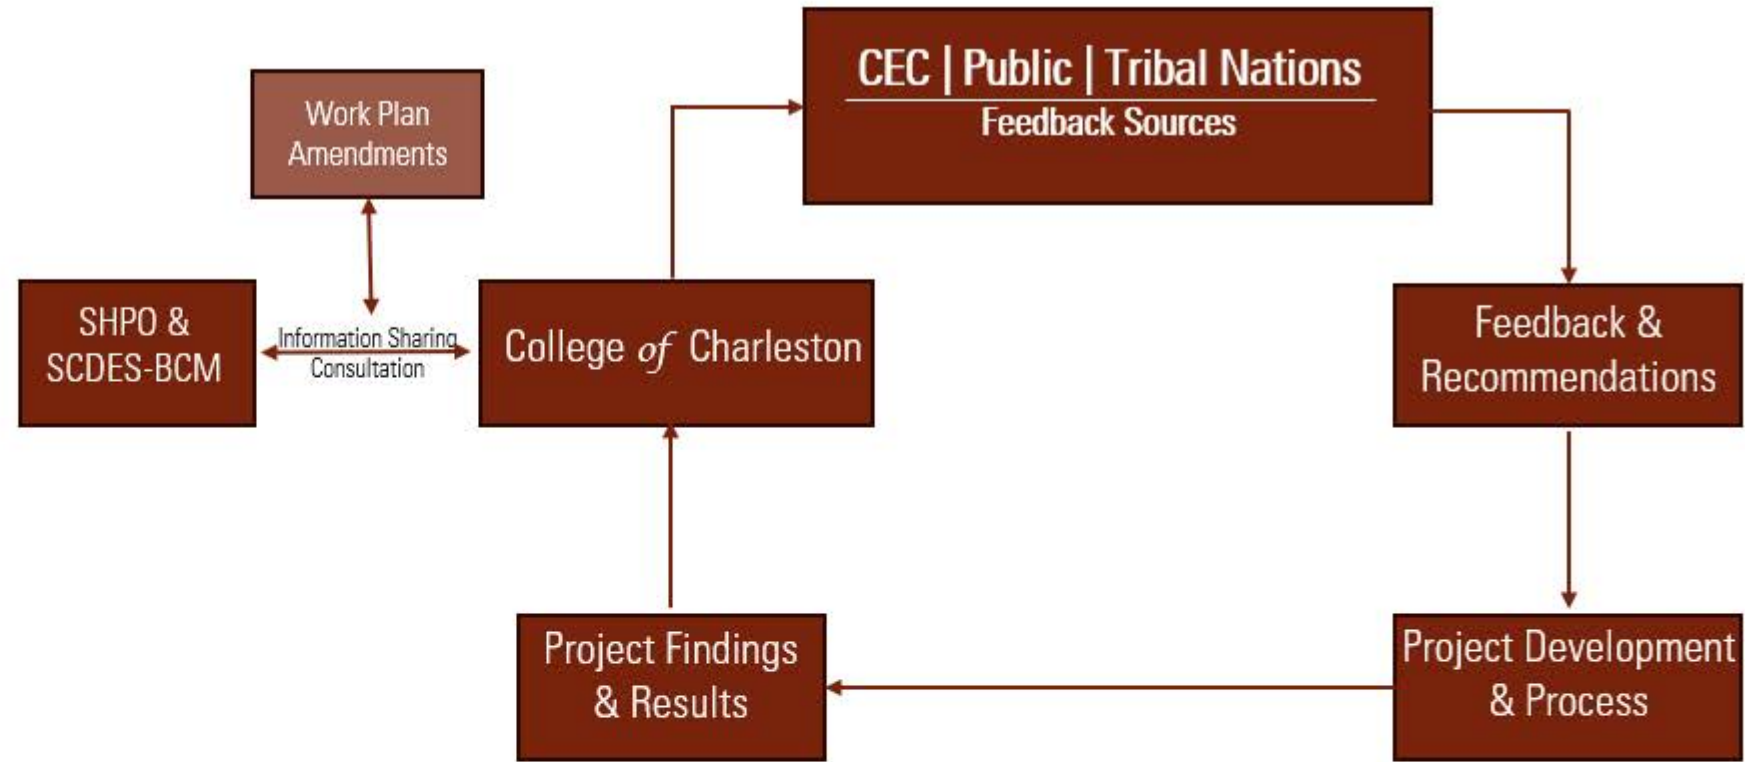 CEC | Public | Tribal Nations
Feedback Sources
Work Plan
Amendments
SHPO &
SCDES-BCM
Information Sharing
Consultation
College of Charleston
Feedback &
Recommendations
Project Findings
& Results
Project Development
& Process